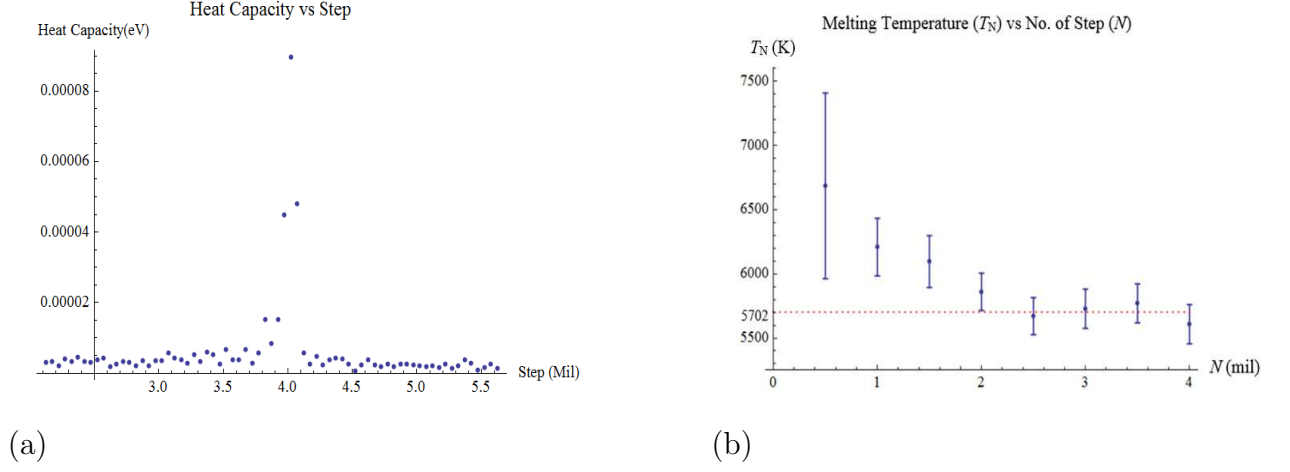 Heat Capacity vs Step
Heat Capacity(eV)
0.00008
0.00006
0.00004
0.00002
3.0 3.5 4.0 4.5 5.0 5.5
Step (Mil)
(a)
Melting Temperature (TN) vs No. of Step (N)
TN (K)
7500
7000
6500
6000
5702
5500
0 1 2 3 4
N (mil)
(b)